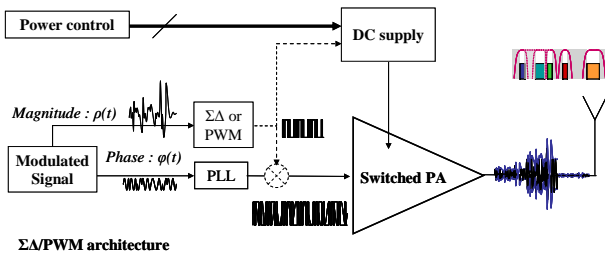 Power control
DC supply
Magnitude : ρ(t)
ΣΔ or
PWM
Modulated
Signal
Phase : φ(t)
PLL
Switched PA
ΣΔ/PWM architecture